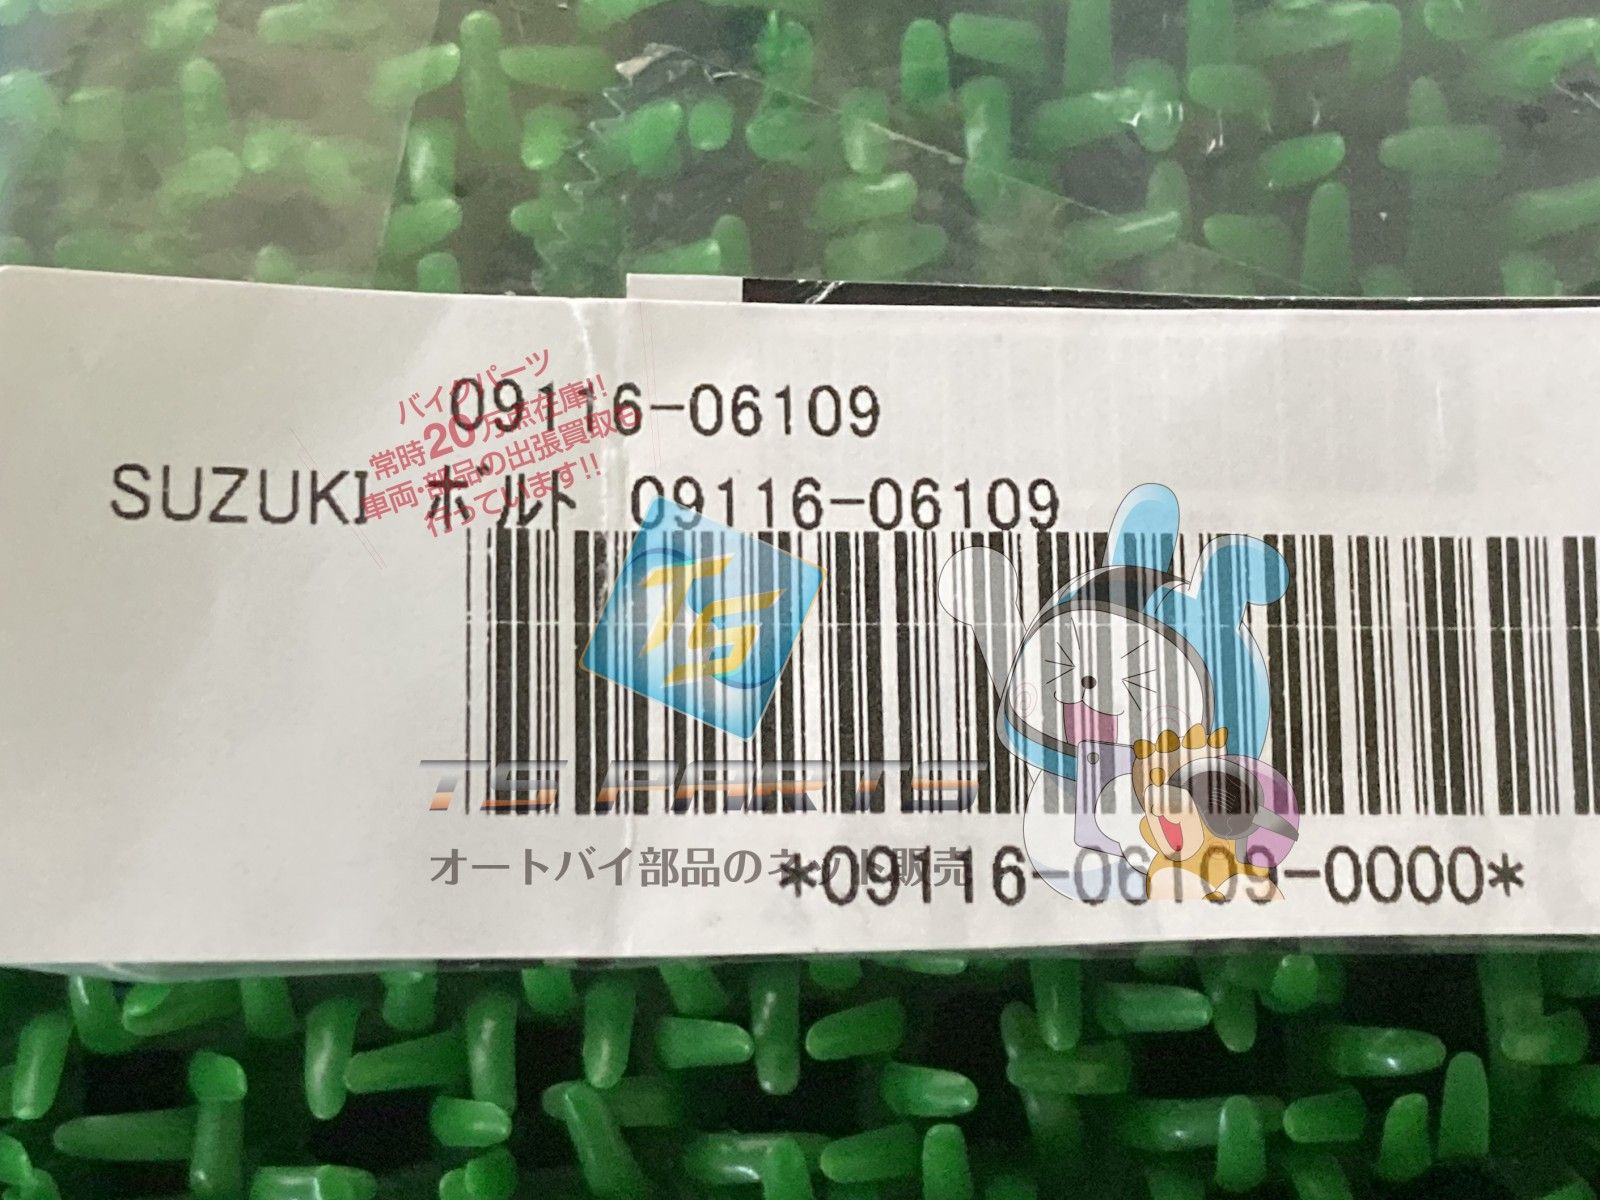 09116-06109
バイクパーツ
常時20万点在庫!!
車両・部品の出張買取も
行っています!!
SUZUKI ボルト 09116-06109
TS
TS PARTS
オートバイ部品のネット販売
*09116-06109-0000*